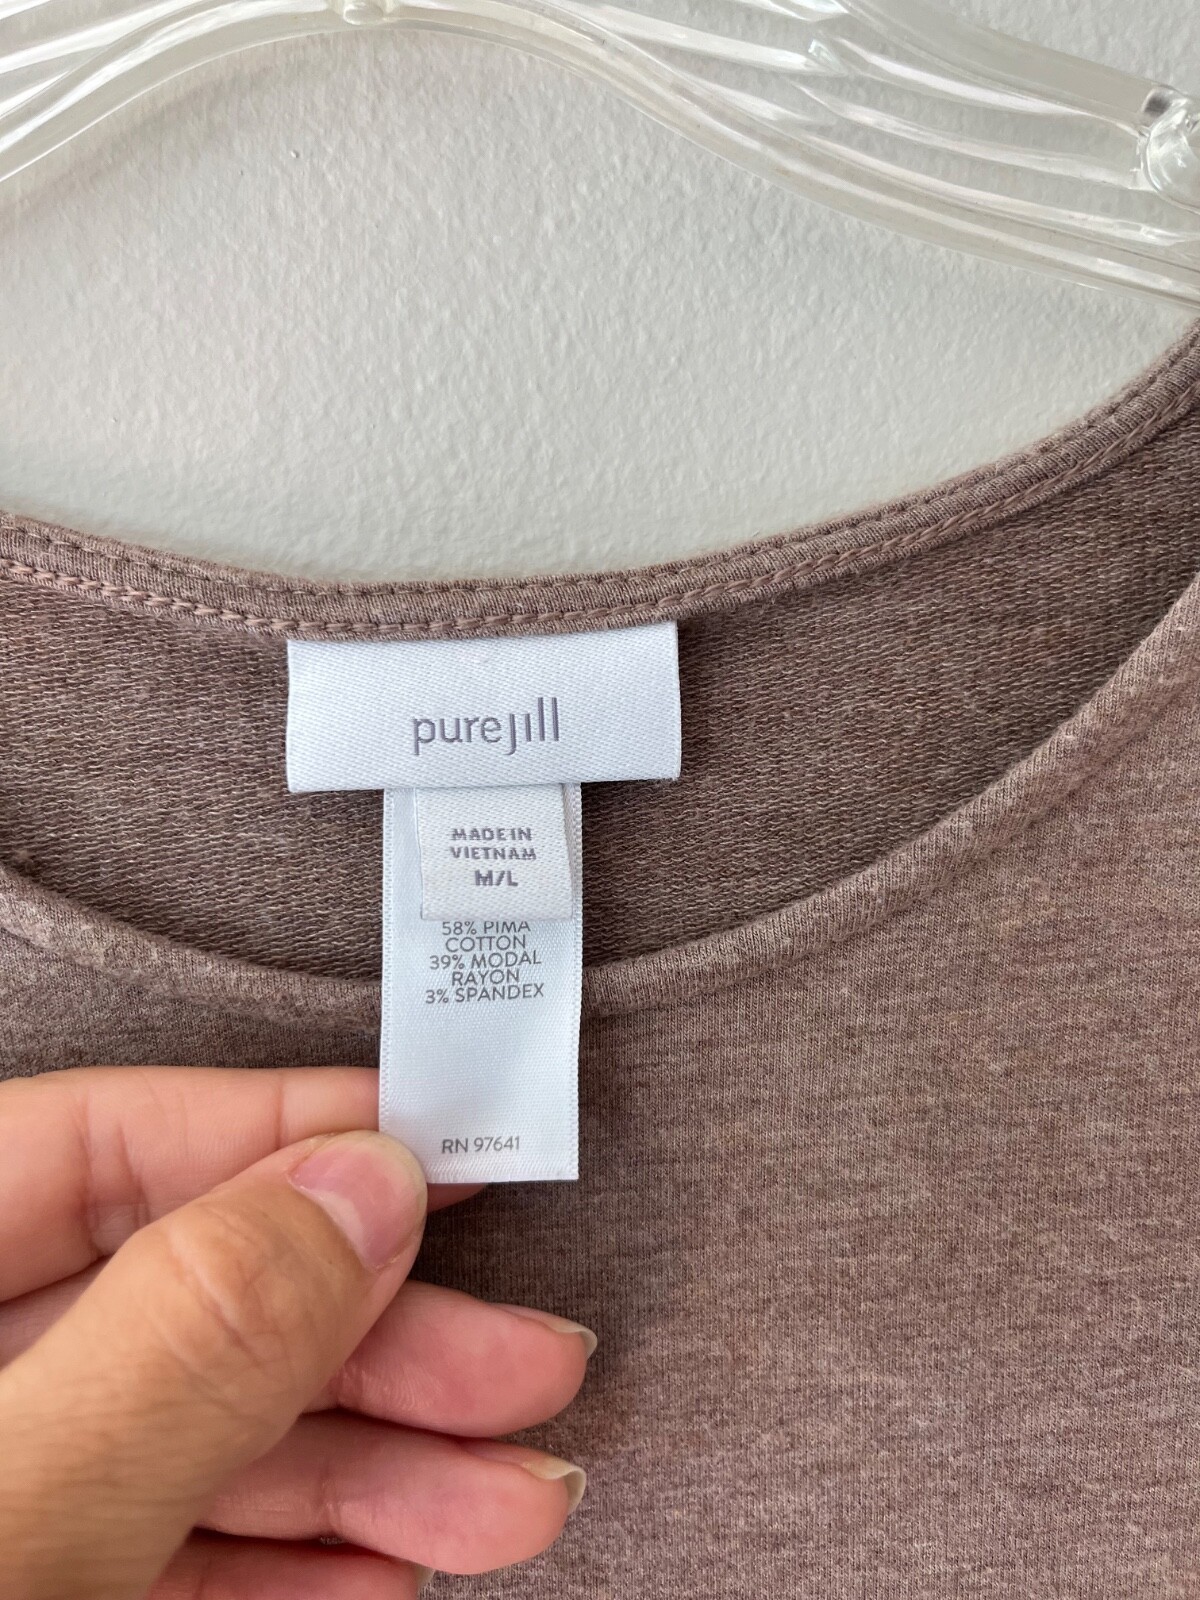 purejill
MADE IN
VIETNAM
M/L
58% PIMA
COTTON
39% MODAL
RAYON
3% SPANDEX
RN 97641